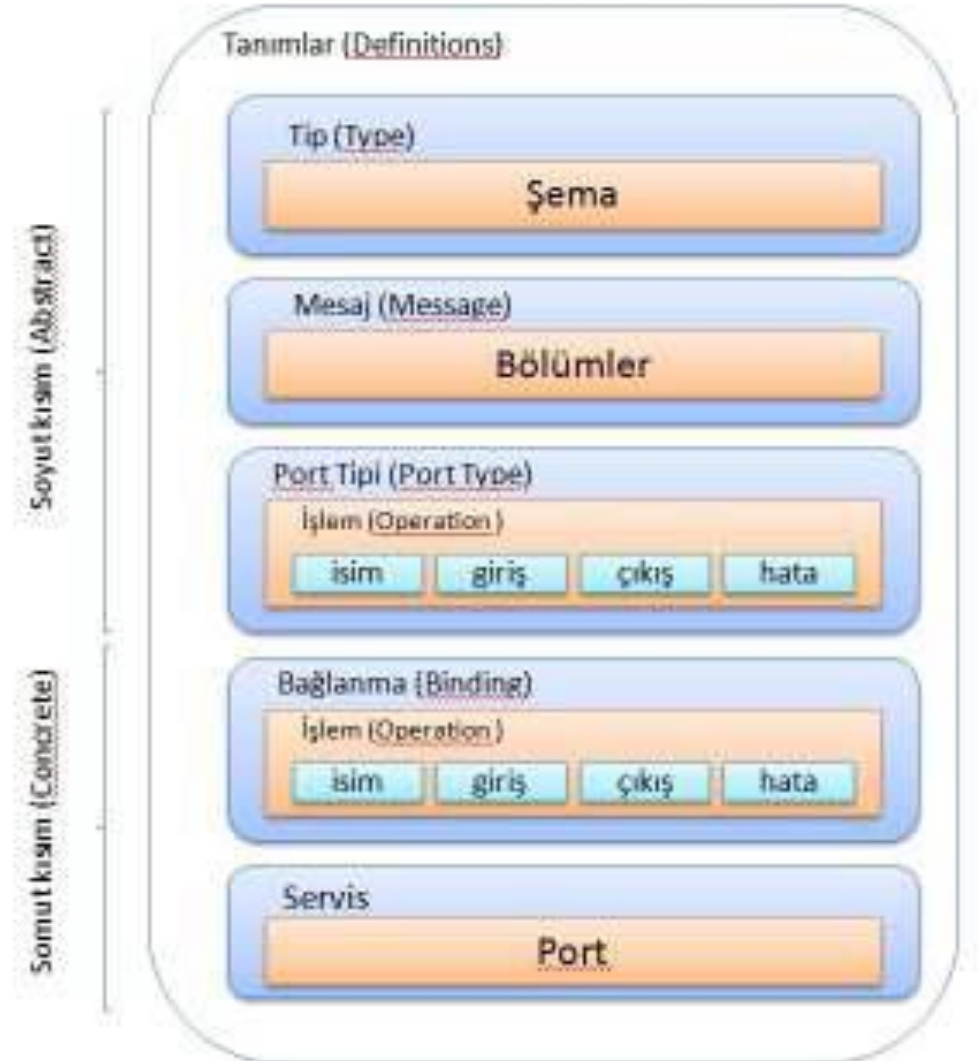 Tanımlar (Definitions)
Tip (Type)
Şema
Mesaj (Message)
Bölümler
Port Tipi (Port Type)
İşlem (Operation )
isim giriş çıkış hata
Soyut kısım (Abstract)
Bağlanma (Binding)
İşlem (Operation )
isim giriş çıkış hata
Servis
Port
Somut kısım (Concrete)